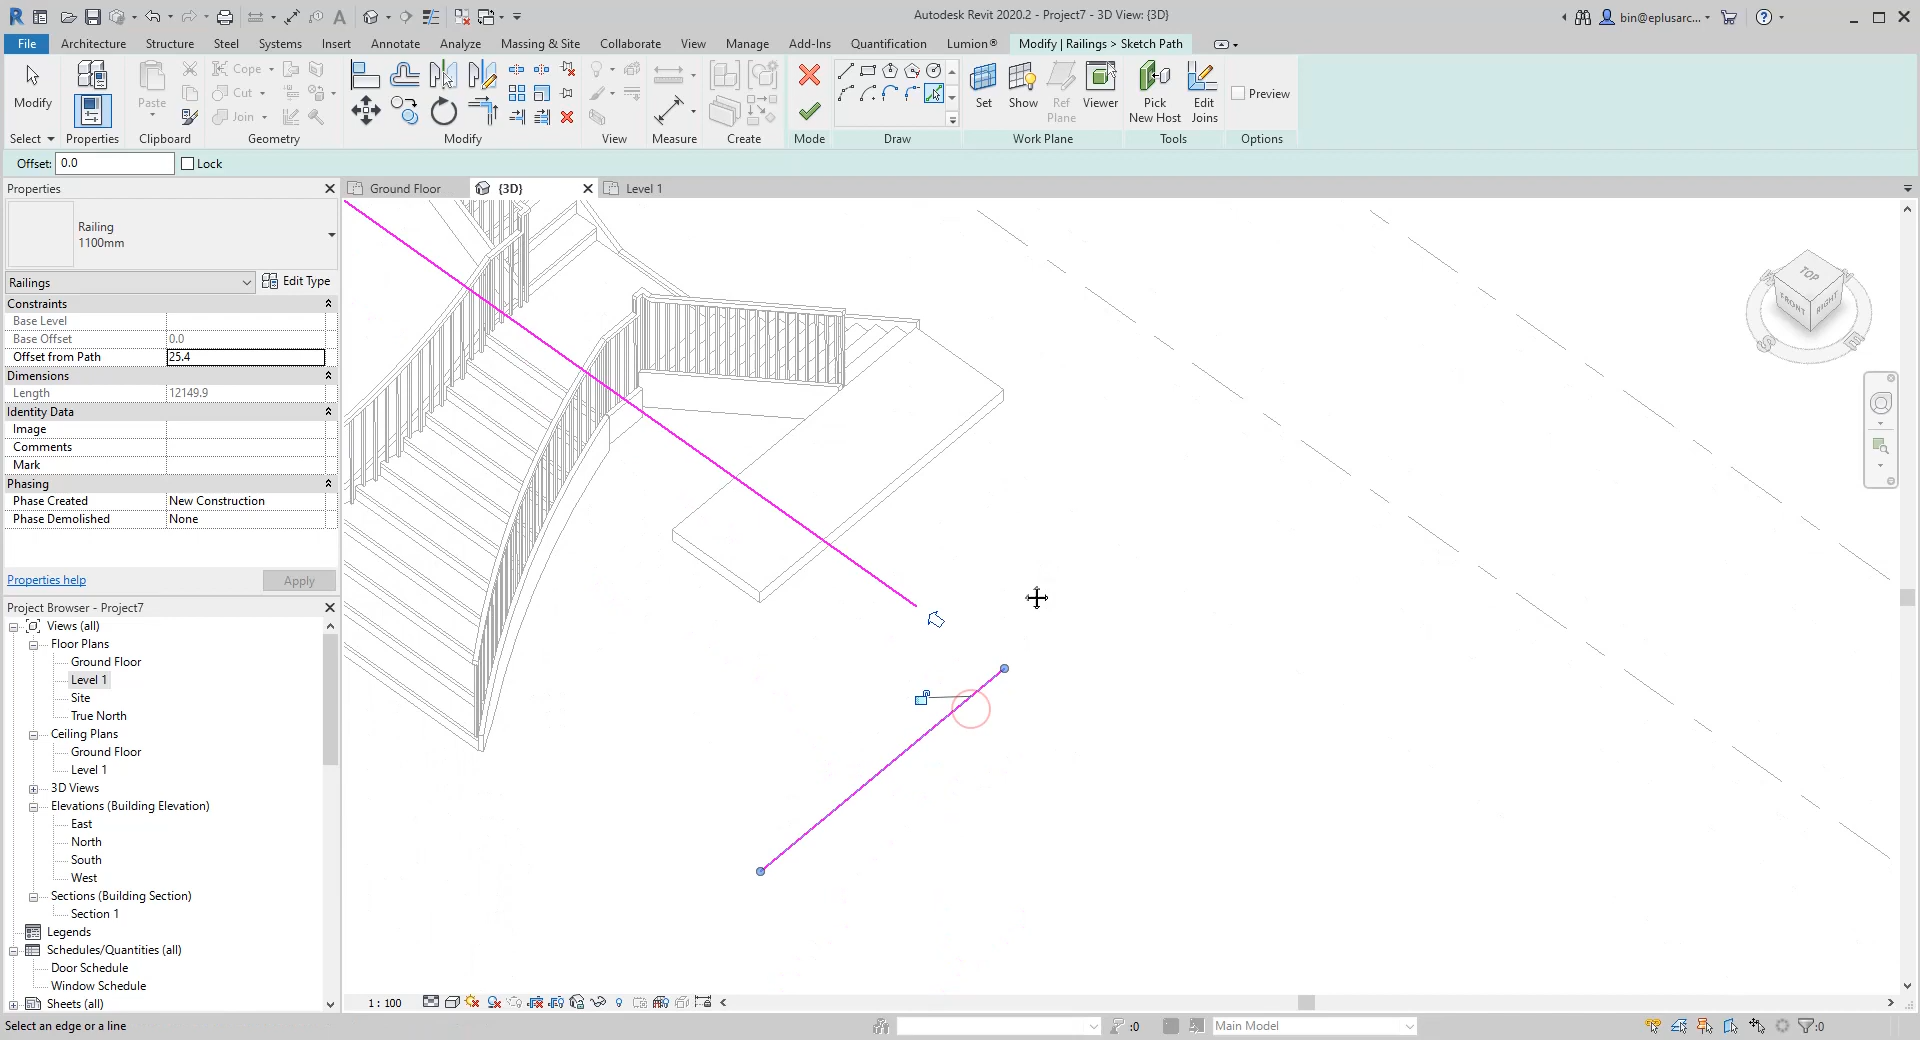 Autodesk Revit 2020.2 - Project7 - 3D View: {3D}
bin@eplusarc...
File
Architecture
Structure
Steel
Systems
Insert
Annotate
Analyze
Massing & Site
Collaborate
View
Manage
Add-Ins
Quantification
Lumion®
Modify | Railings > Sketch Path
Modify
Select
Properties
Paste
Clipboard
Cope
Cut
Join
Geometry
Modify
View
Measure
Create
Mode
Draw
Set
Show
Ref
Plane
Viewer
Work Plane
Pick
New Host
Edit
Joins
Tools
Preview
Options
Offset: 0.0
Lock
Properties
Railing
1100mm
Railings
Edit Type
Constraints
Base Level
Base Offset 0.0
Offset from Path 25.4
Dimensions
Length 12149.9
Identity Data
Image
Comments
Mark
Phasing
Phase Created New Construction
Phase Demolished None
Properties help
Apply
Project Browser - Project7
Views (all)
Floor Plans
Ground Floor
Level 1
Site
True North
Ceiling Plans
Ground Floor
Level 1
3D Views
Elevations (Building Elevation)
East
North
South
West
Sections (Building Section)
Section 1
Legends
Schedules/Quantities (all)
Door Schedule
Window Schedule
Sheets (all)
Ground Floor
{3D}
Level 1
TOP
FRONT
RIGHT
S
E
1 : 100
Select an edge or a line
:0
Main Model
:0